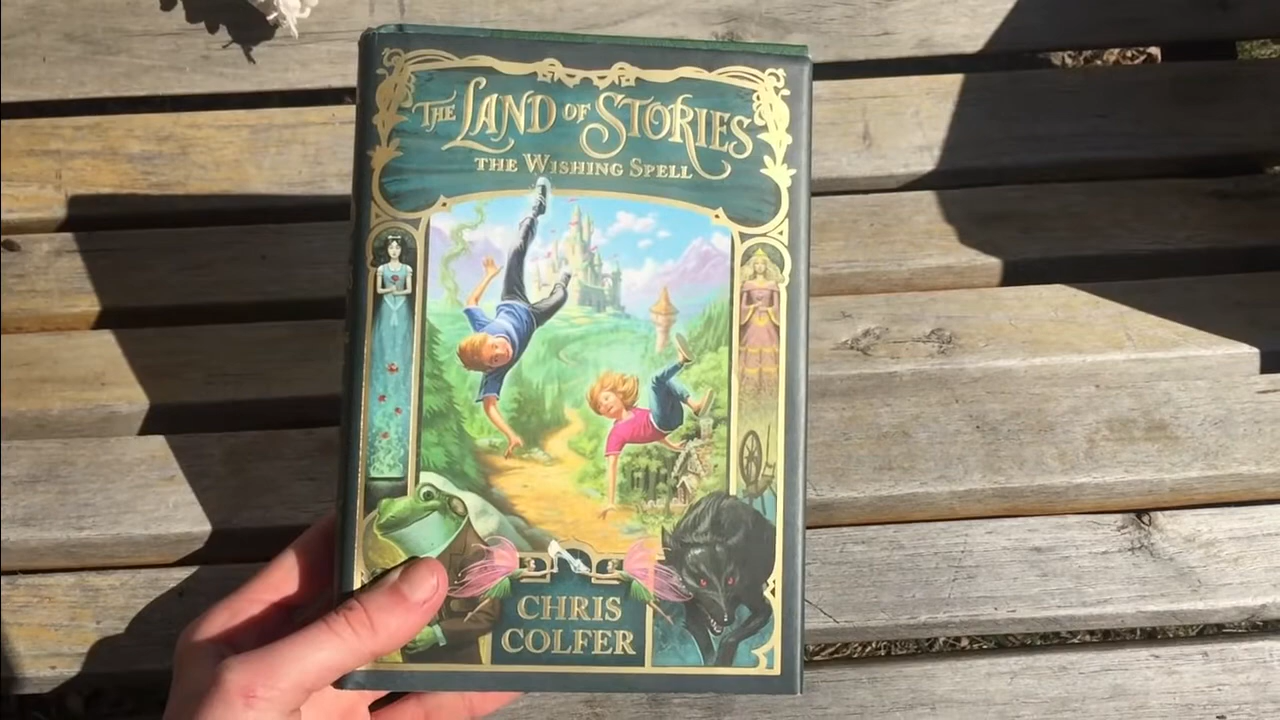 The Land of Stories
The Wishing Spell
Chris
Colfer